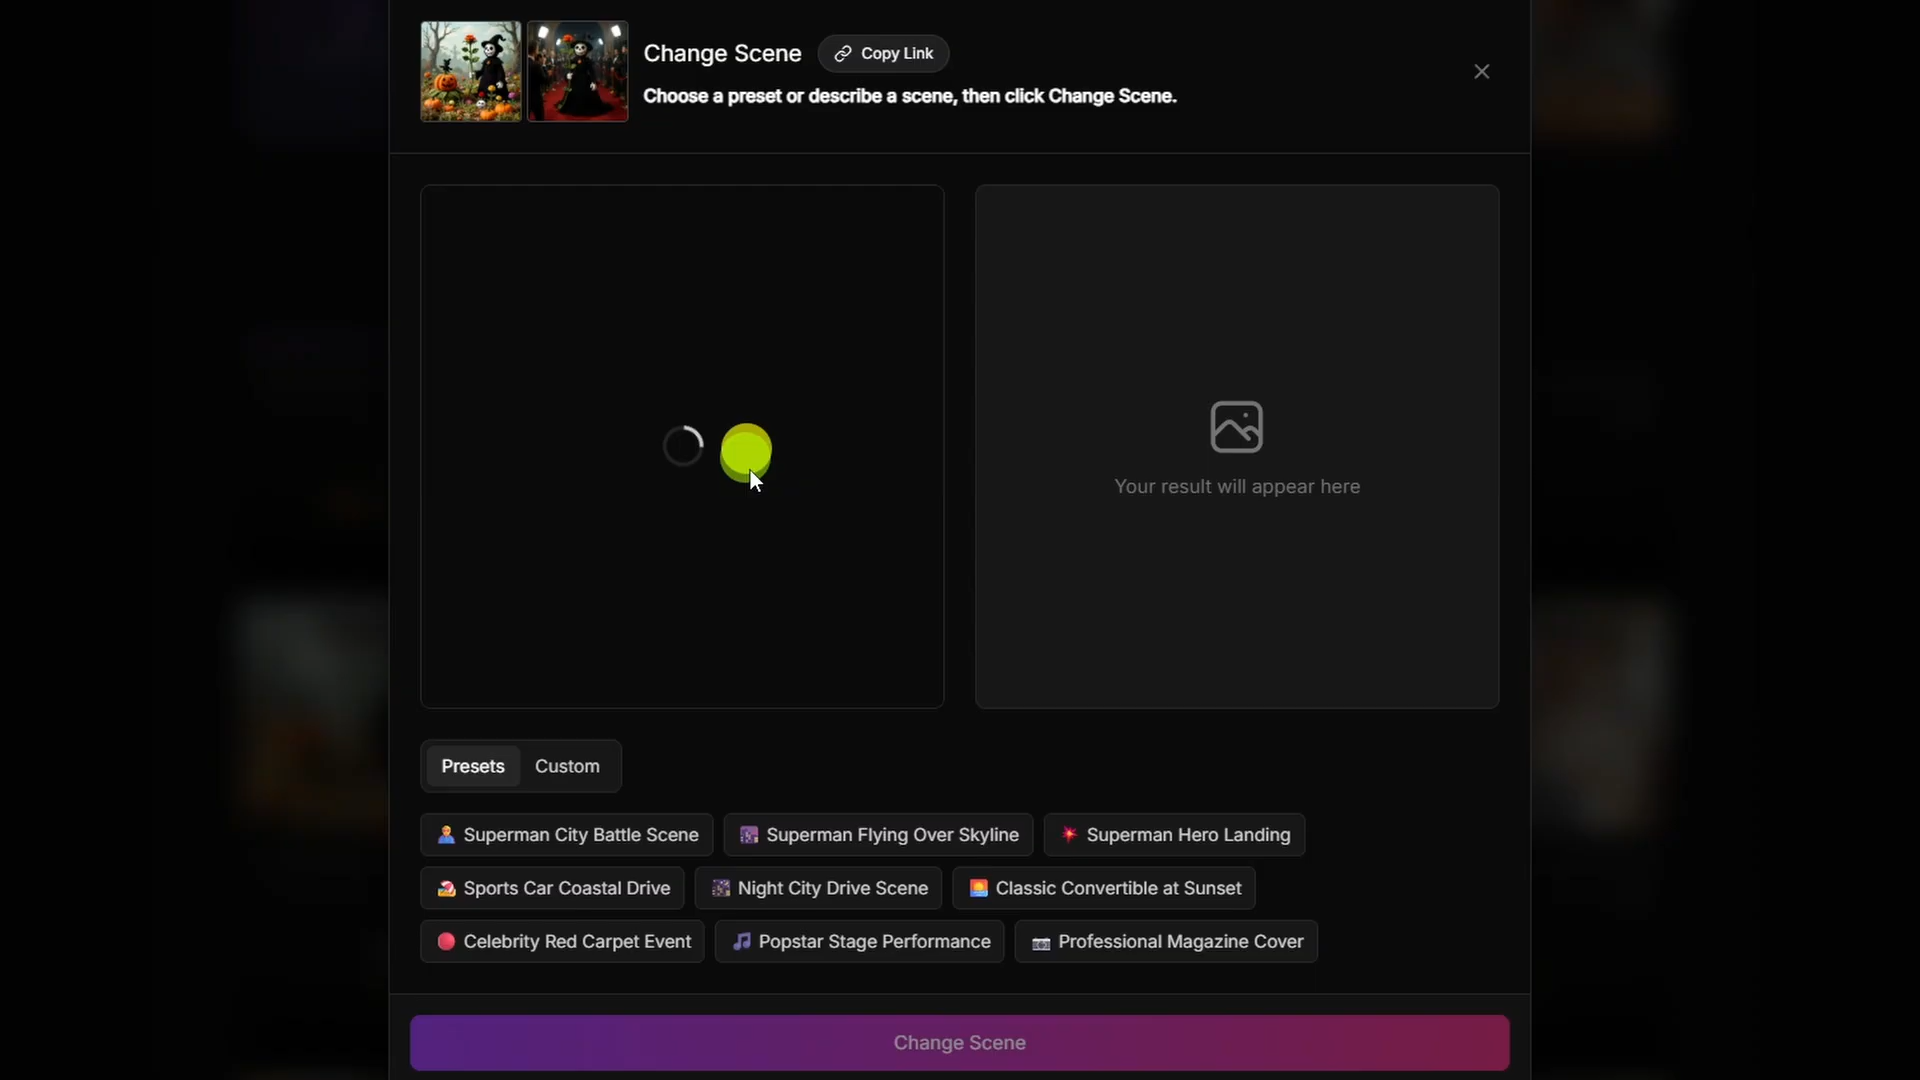 Change Scene
Copy Link
Choose a preset or describe a scene, then click Change Scene.
Your result will appear here
Presets
Custom
Superman City Battle Scene
Superman Flying Over Skyline
Superman Hero Landing
Sports Car Coastal Drive
Night City Drive Scene
Classic Convertible at Sunset
Celebrity Red Carpet Event
Popstar Stage Performance
Professional Magazine Cover
Change Scene